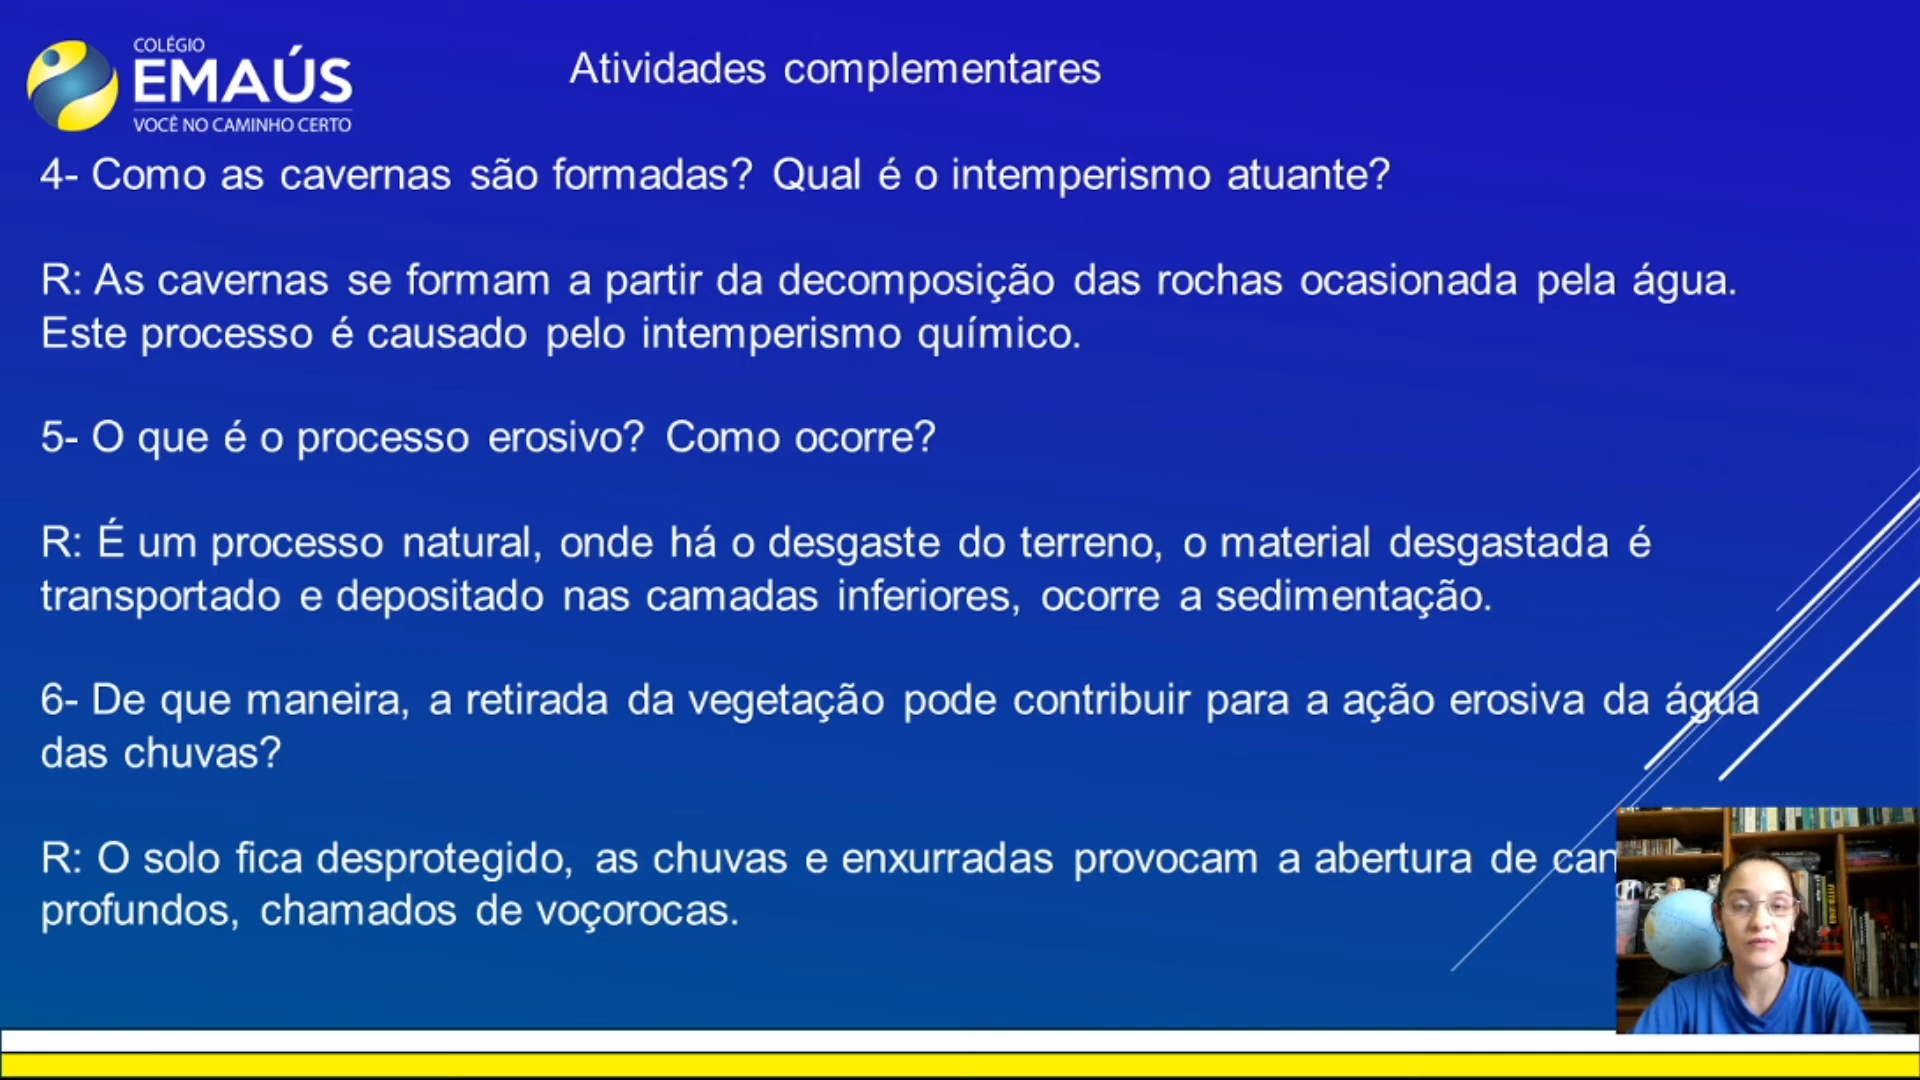 COLÉGIO
EMAÚS
VOCÊ NO CAMINHO CERTO
Atividades complementares
4- Como as cavernas são formadas? Qual é o intemperismo atuante?
R: As cavernas se formam a partir da decomposição das rochas ocasionada pela água.
Este processo é causado pelo intemperismo químico.
5- O que é o processo erosivo? Como ocorre?
R: É um processo natural, onde há o desgaste do terreno, o material desgastada é
transportado e depositado nas camadas inferiores, ocorre a sedimentação.
6- De que maneira, a retirada da vegetação pode contribuir para a ação erosiva da água
das chuvas?
R: O solo fica desprotegido, as chuvas e enxurradas provocam a abertura de
profundos, chamados de voçorocas.